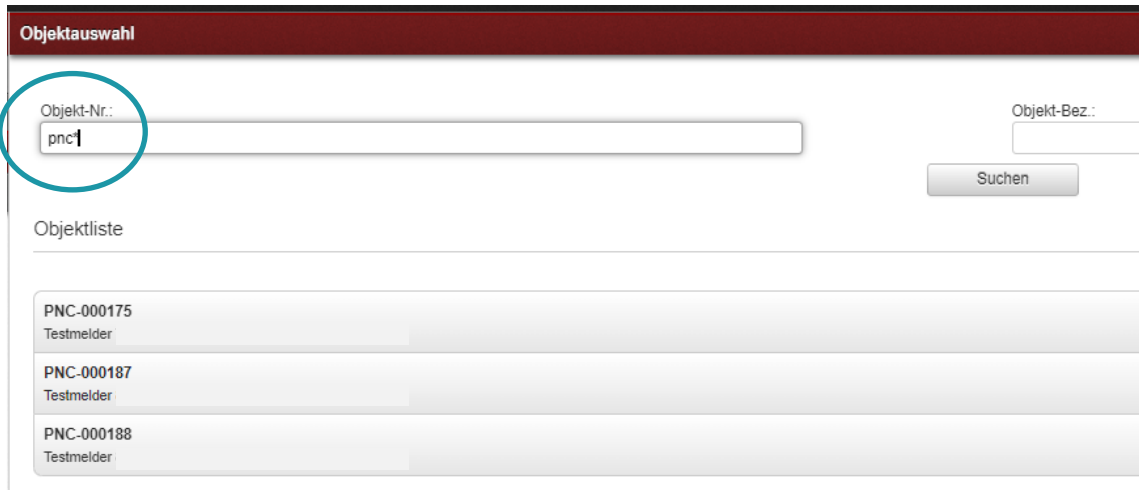 Objektauswahl
Objekt-Nr.: Objekt-Bez.:
pnc*
Suchen
Objektliste
PNC-000175
Testmelder
PNC-000187
Testmelder
PNC-000188
Testmelder